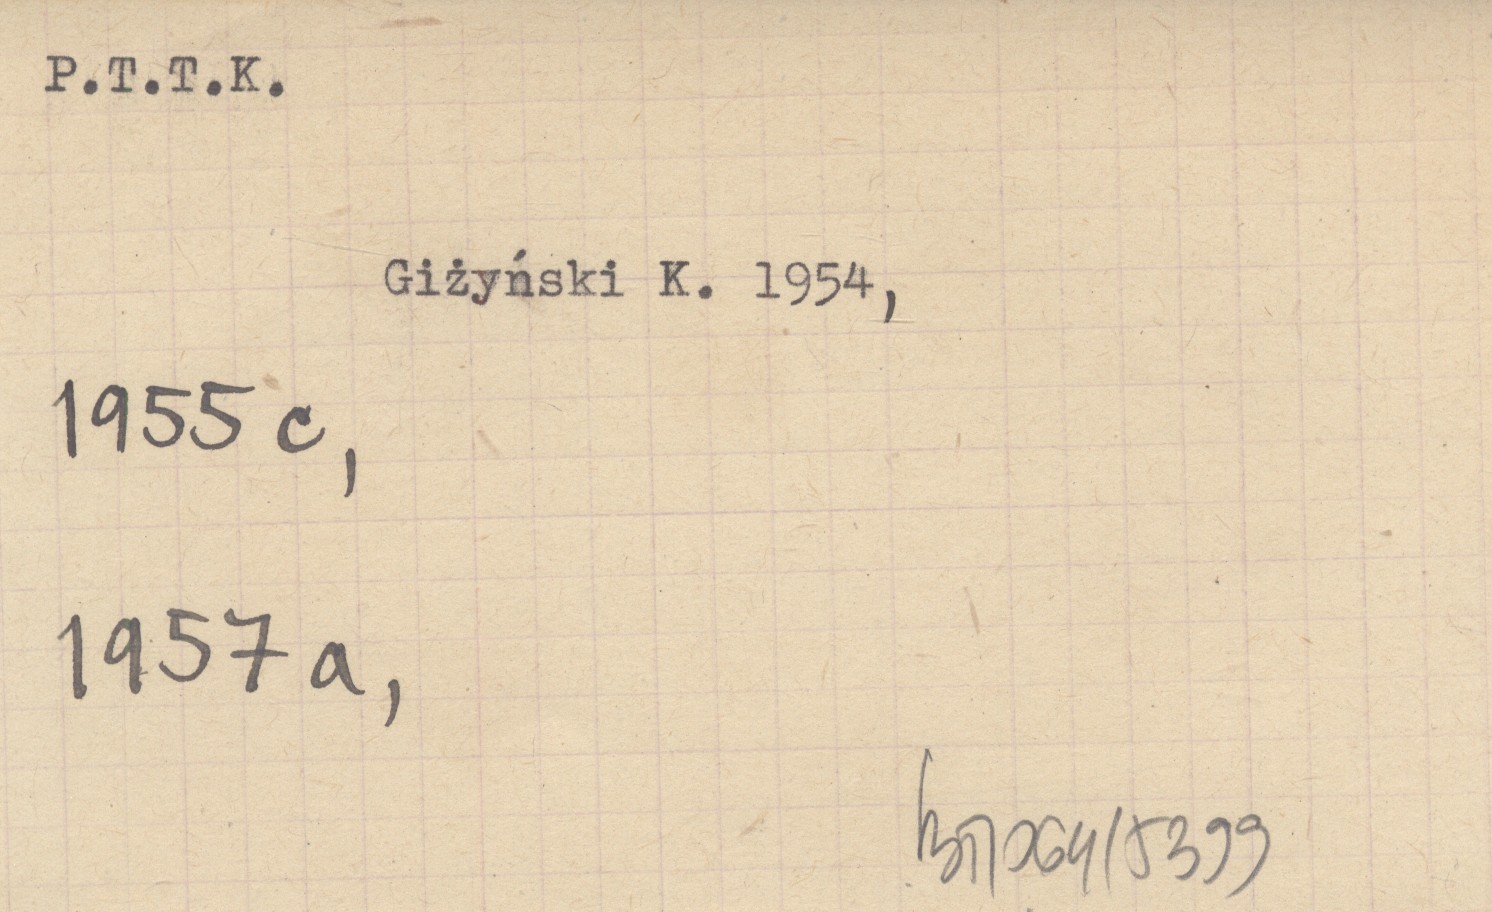 P.T.T.K.
Giżyński K. 1954,
1955 c,
1957 a,